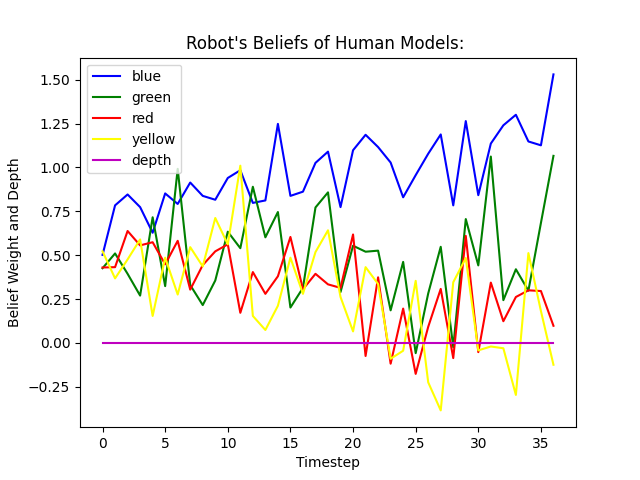 Robot's Beliefs of Human Models:
blue
green
red
yellow
depth
1.50
1.25
1.00
0.75
0.50
0.25
0.00
−0.25
Belief Weight and Depth
0 5 10 15 20 25 30 35
Timestep